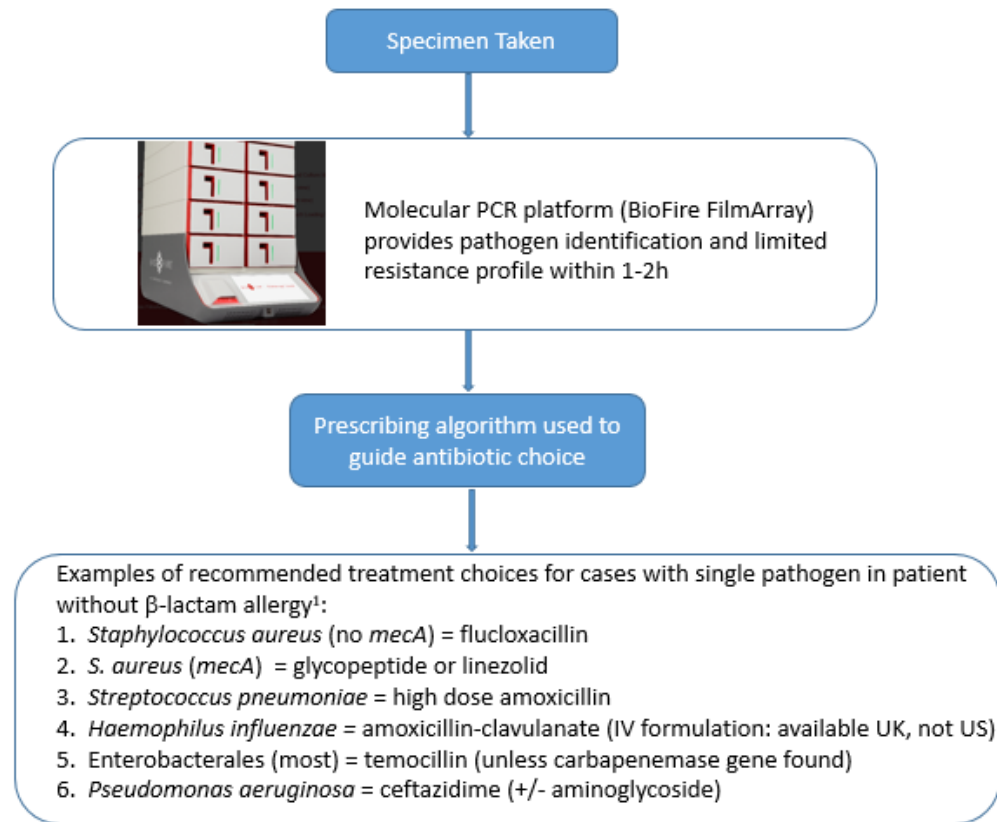 Specimen Taken
Molecular PCR platform (BioFire FilmArray)
provides pathogen identification and limited
resistance profile within 1-2h
Prescribing algorithm used to
guide antibiotic choice
Examples of recommended treatment choices for cases with single pathogen in patient
without β-lactam allergy¹:
1. Staphylococcus aureus (no mecA) = flucloxacillin
2. S. aureus (mecA) = glycopeptide or linezolid
3. Streptococcus pneumoniae = high dose amoxicillin
4. Haemophilus influenzae = amoxicillin-clavulanate (IV formulation: available UK, not US)
5. Enterobacterales (most) = temocillin (unless carbapenemase gene found)
6. Pseudomonas aeruginosa = ceftazidime (+/- aminoglycoside)